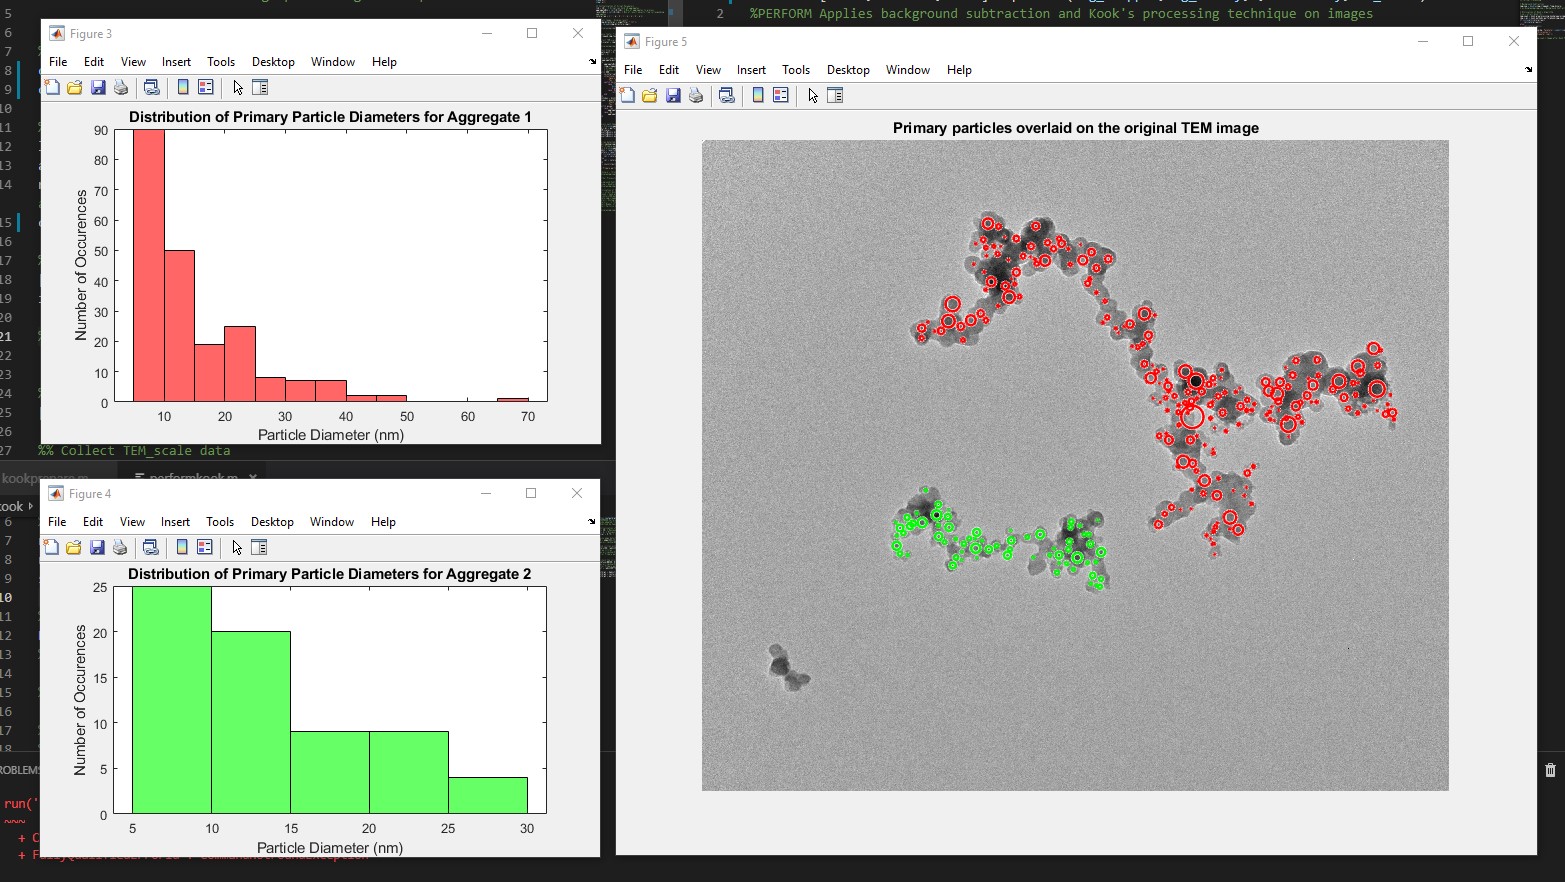 %PERFORM Applies background subtraction and Kook's processing technique on images
Figure 3
File Edit View Insert Tools Desktop Window Help
Distribution of Primary Particle Diameters for Aggregate 1
Number of Occurences
90
80
70
60
50
40
30
20
10
0
10 20 30 40 50 60 70
Particle Diameter (nm)
%% Collect TEM_scale data
Figure 4
File Edit View Insert Tools Desktop Window Help
Distribution of Primary Particle Diameters for Aggregate 2
Number of Occurences
25
20
15
10
5
0
5 10 15 20 25 30
Particle Diameter (nm)
run('
Figure 5
File Edit View Insert Tools Desktop Window Help
Primary particles overlaid on the original TEM image